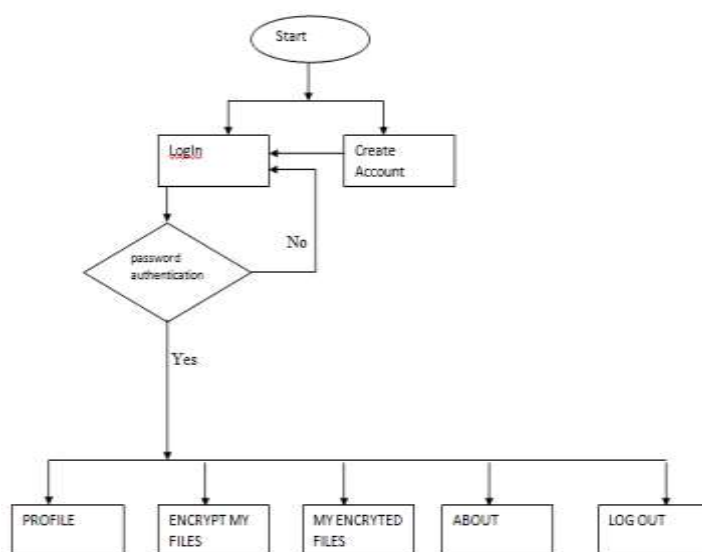 Start
LogIn
Create
Account
No
password
authentication
Yes
PROFILE
ENCRYPT MY
FILES
MY ENCRYTED
FILES
ABOUT
LOG OUT